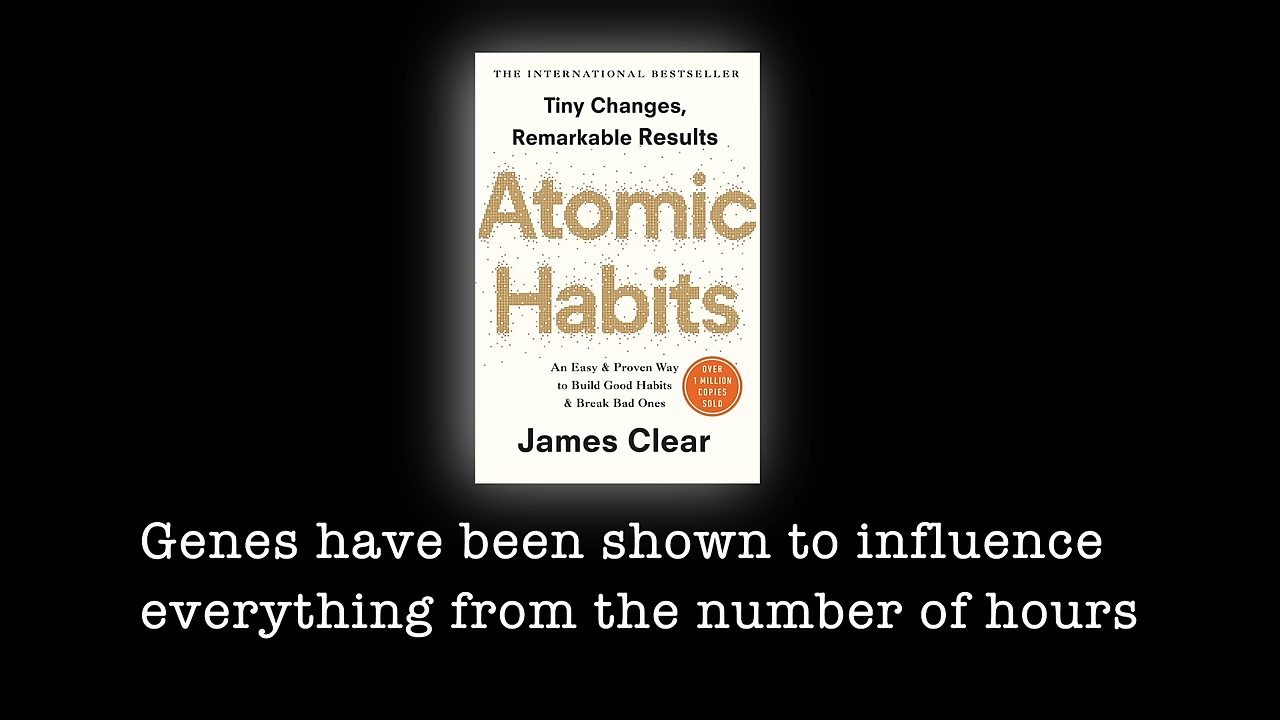 THE INTERNATIONAL BESTSELLER
Tiny Changes,
Remarkable Results
Atomic
Habits
An Easy & Proven Way
to Build Good Habits
& Break Bad Ones
OVER
1 MILLION
COPIES
SOLD
James Clear
Genes have been shown to influence
everything from the number of hours